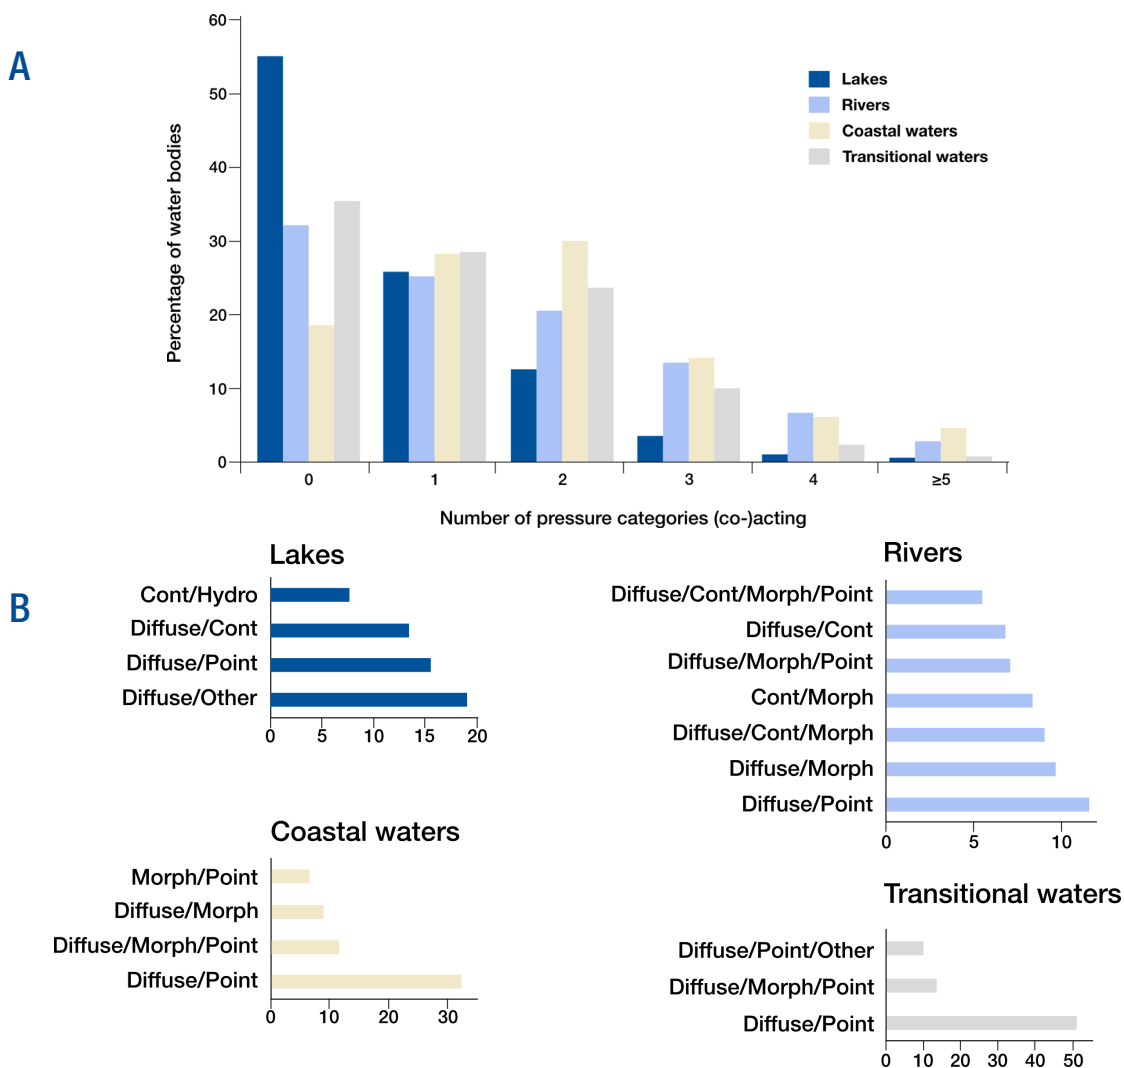 A
60
50
40
30
20
10
0
Percentage of water bodies
Lakes
Rivers
Coastal waters
Transitional waters
0 1 2 3 4 ≥5
Number of pressure categories (co-)acting
B
Lakes
Cont/Hydro
Diffuse/Cont
Diffuse/Point
Diffuse/Other
0 5 10 15 20
Rivers
Diffuse/Cont/Morph/Point
Diffuse/Cont
Diffuse/Morph/Point
Cont/Morph
Diffuse/Cont/Morph
Diffuse/Morph
Diffuse/Point
0 5 10
Coastal waters
Morph/Point
Diffuse/Morph
Diffuse/Morph/Point
Diffuse/Point
0 10 20 30
Transitional waters
Diffuse/Point/Other
Diffuse/Morph/Point
Diffuse/Point
0 10 20 30 40 50